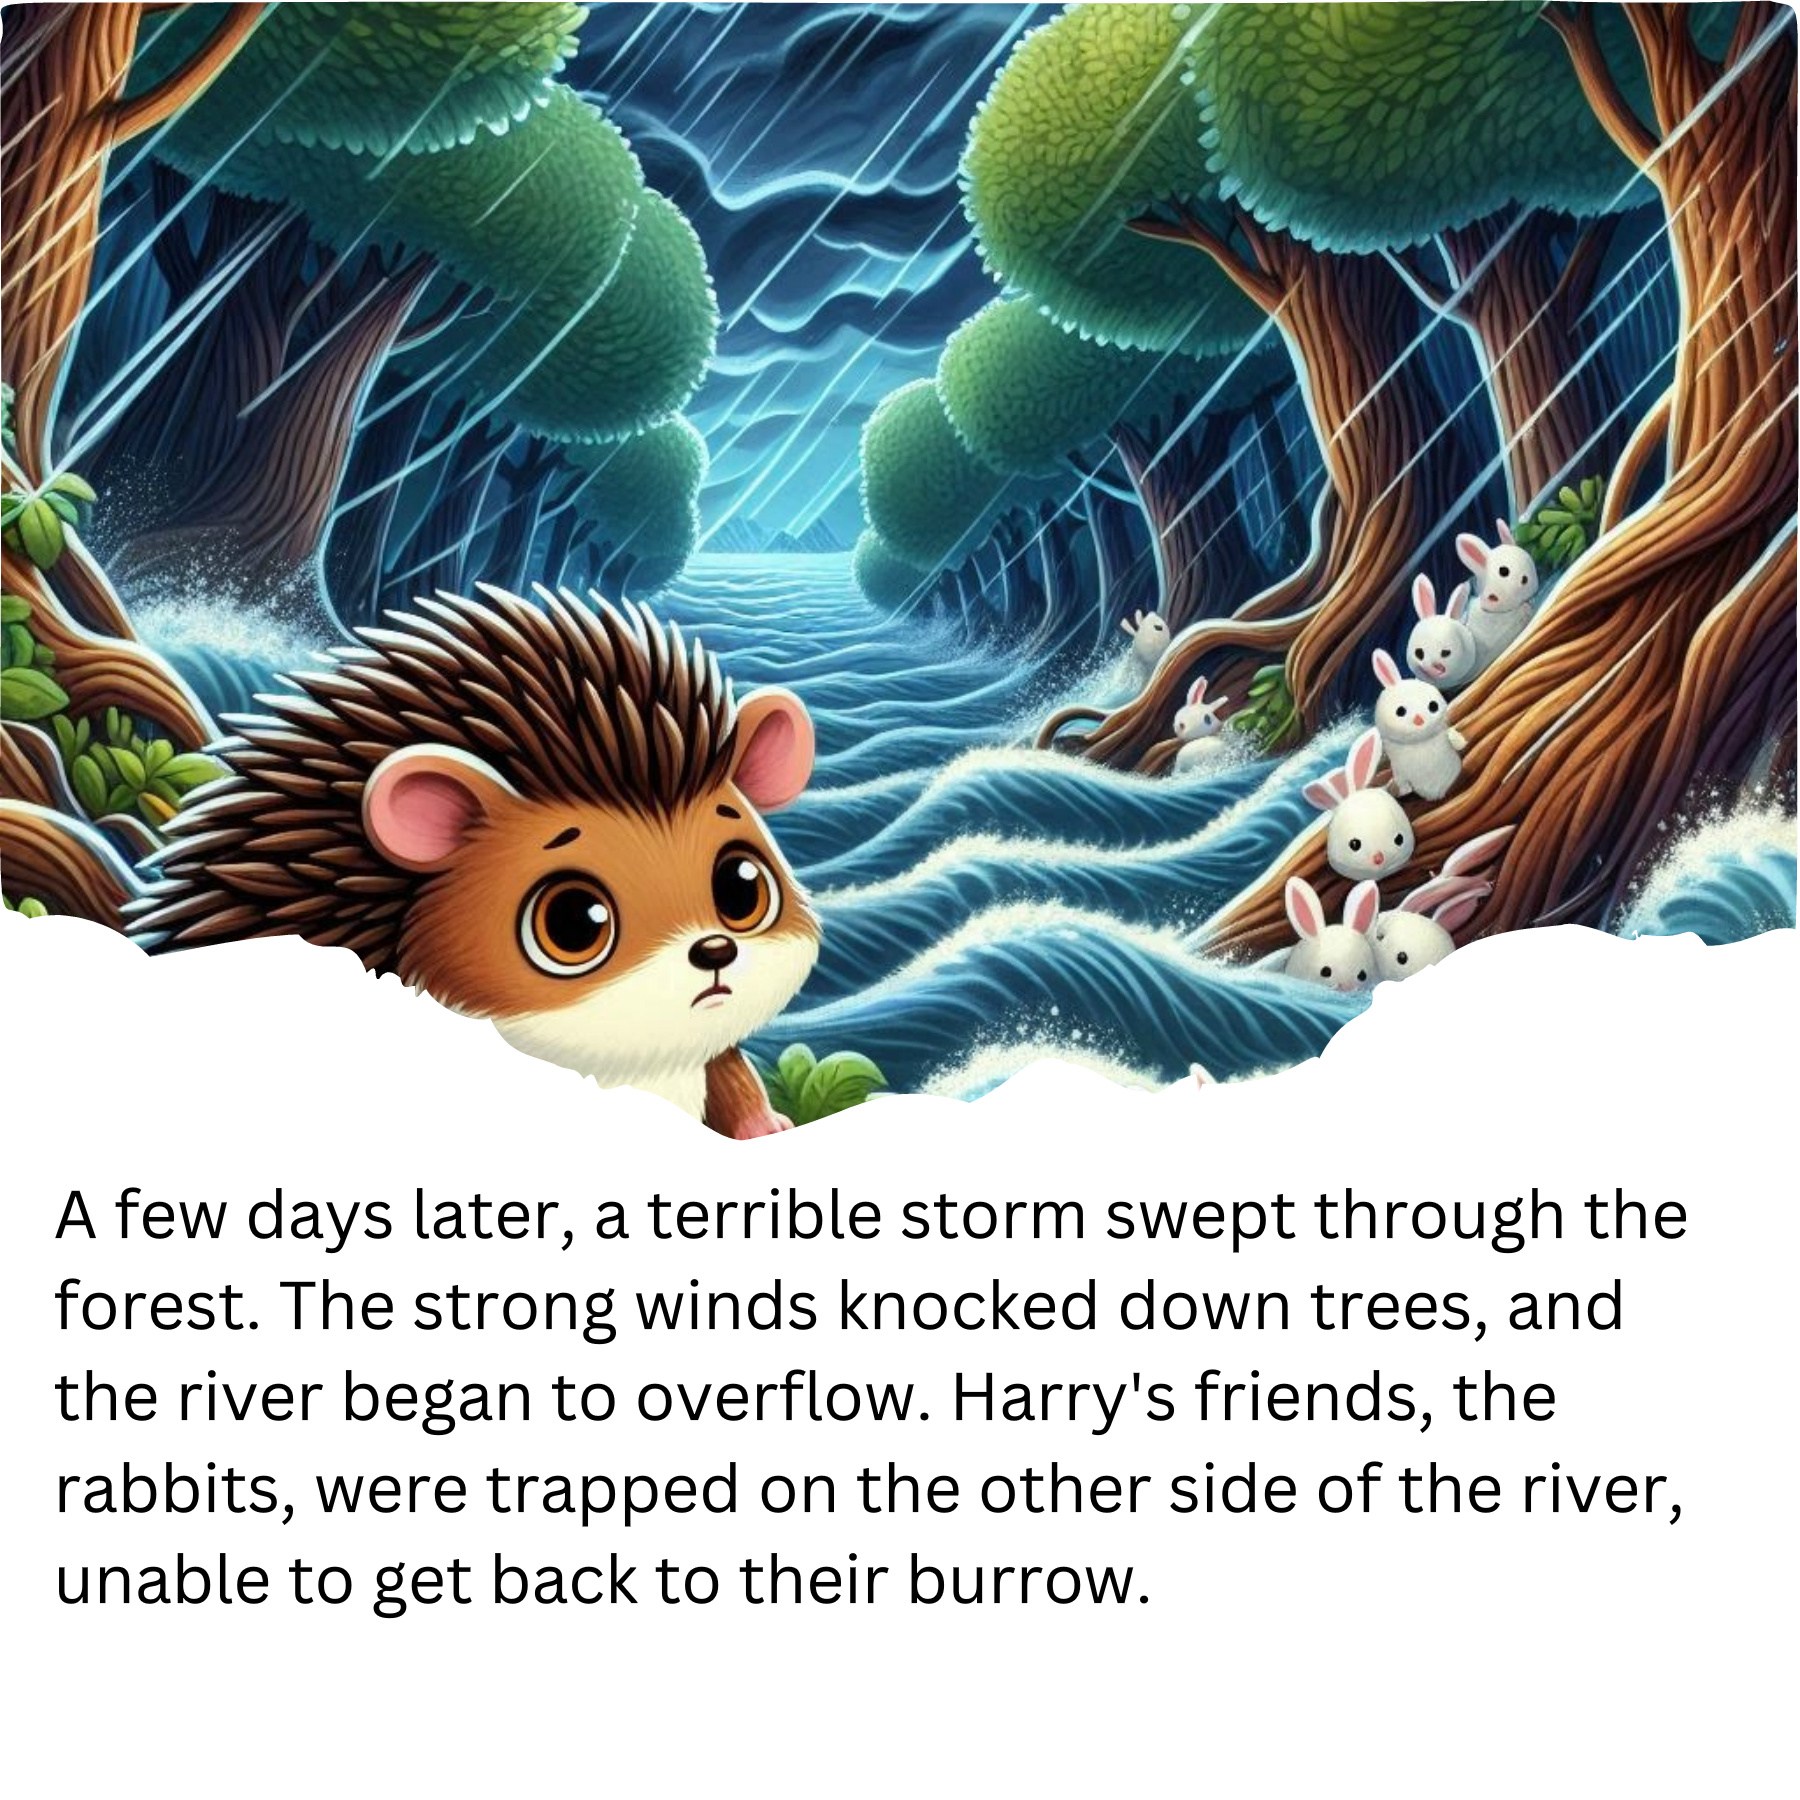 A few days later, a terrible storm swept through the
forest. The strong winds knocked down trees, and
the river began to overflow. Harry's friends, the
rabbits, were trapped on the other side of the river,
unable to get back to their burrow.